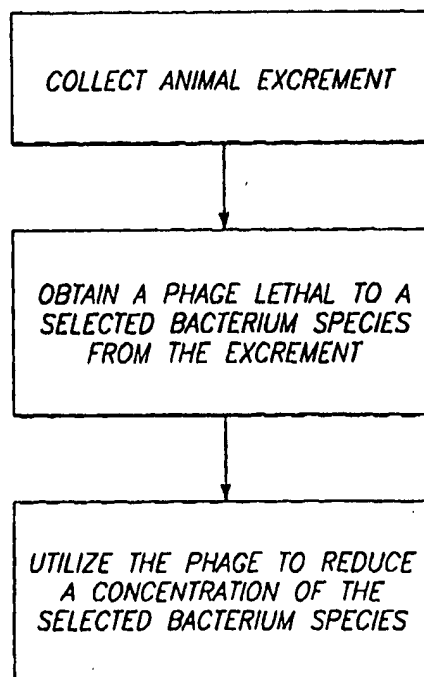 COLLECT ANIMAL EXCREMENT
OBTAIN A PHAGE LETHAL TO A
SELECTED BACTERIUM SPECIES
FROM THE EXCREMENT
UTILIZE THE PHAGE TO REDUCE
A CONCENTRATION OF THE
SELECTED BACTERIUM SPECIES